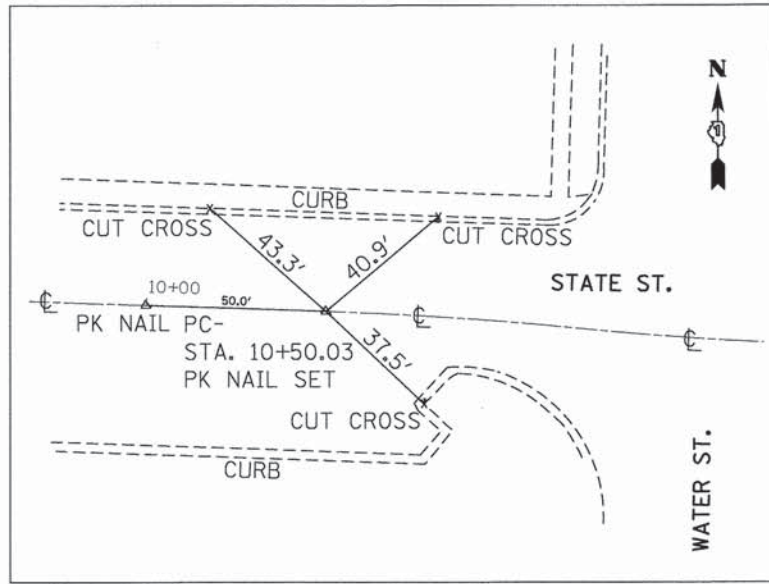 N
CURB
CUT CROSS
CUT CROSS
43.3'
40.9'
STATE ST.
10+00
50.0'
℄
℄
℄
PK NAIL PC-
STA. 10+50.03
PK NAIL SET
37.5'
CUT CROSS
CURB
WATER ST.